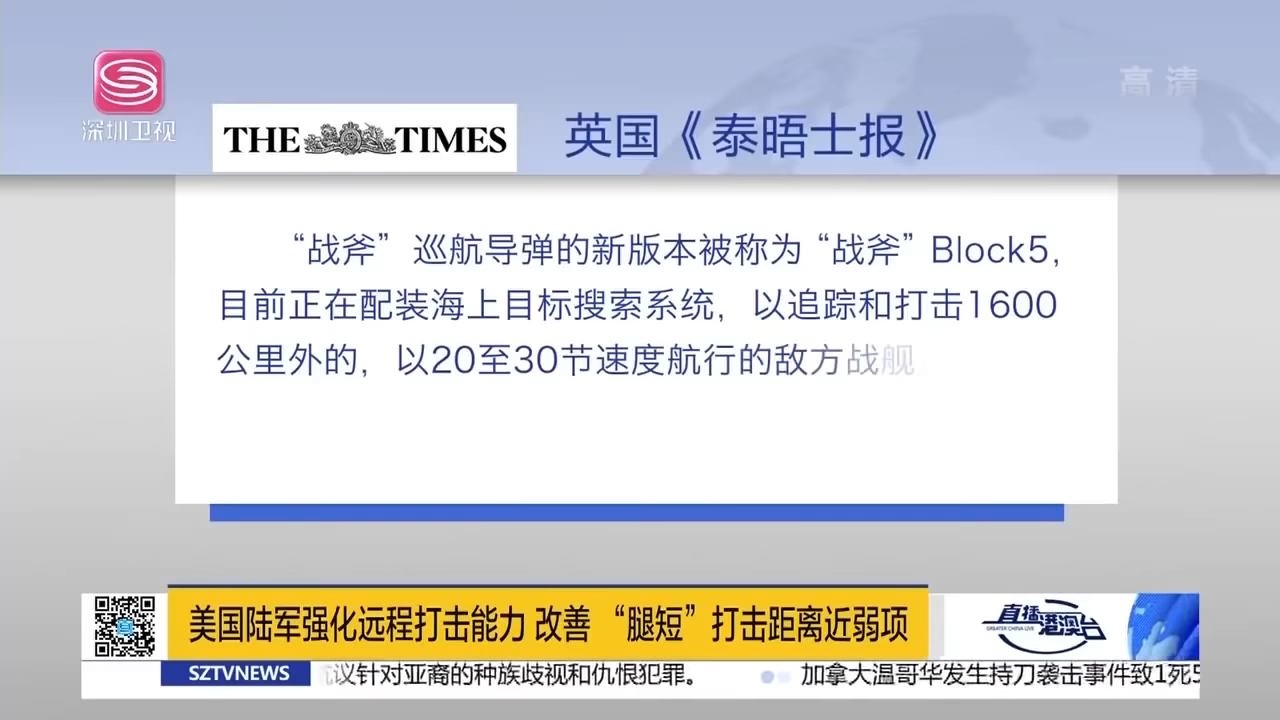 深圳卫视
高清
THE TIMES
英国《泰晤士报》
“战斧”巡航导弹的新版本被称为“战斧”Block5,
目前正在配装海上目标搜索系统，以追踪和打击1600
公里外的，以20至30节速度航行的敌方战舰
美国陆军强化远程打击能力 改善“腿短”打击距离近弱项
直播港澳台
GREATER CHINA LIVE
SZTVNEWS
议针对亚裔的种族歧视和仇恨犯罪。
加拿大温哥华发生持刀袭击事件致1死5